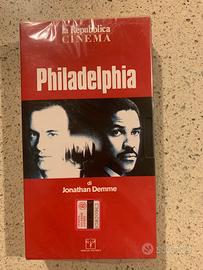 la Repubblica
CINEMA
Philadelphia
di
Jonathan Demme